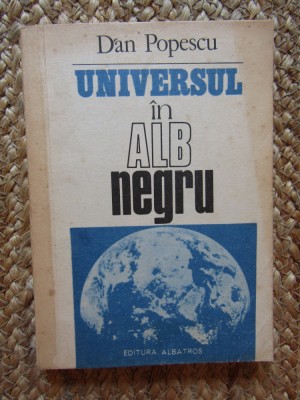 Dan Popescu
UNIVERSUL
în
ALB
negru
EDITURA ALBATROS